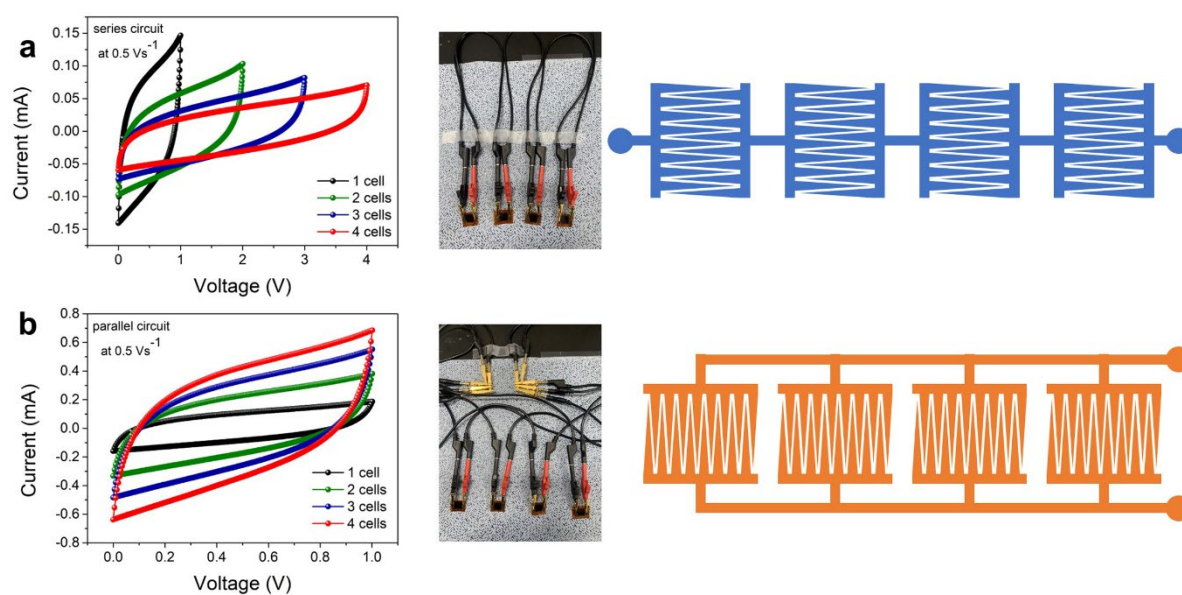 a
series circuit
at 0.5 Vs⁻¹
0.15
0.10
0.05
0.00
-0.05
-0.10
-0.15
Current (mA)
1 cell
2 cells
3 cells
4 cells
0 1 2 3 4
Voltage (V)
b
parallel circuit
at 0.5 Vs⁻¹
0.8
0.6
0.4
0.2
0.0
-0.2
-0.4
-0.6
-0.8
Current (mA)
1 cell
2 cells
3 cells
4 cells
0.0 0.2 0.4 0.6 0.8 1.0
Voltage (V)